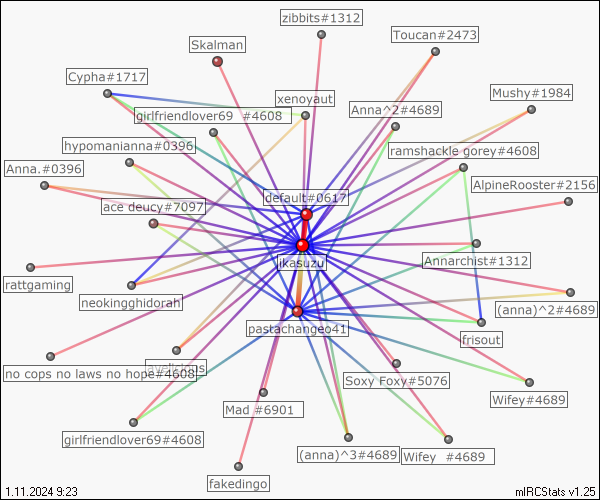 zibbits#1312
Toucan#2473
Skalman
Cypha#1717
Mushy#1984
xenoyaut
girlfriendlover69 #4608
Anna^2#4689
hypomanianna#0396
ramshackle gorey#4608
Anna.#0396
AlpineRooster#2156
default#0617
ace deucy#7097
jkasuzu
Annarchist#1312
rattgaming
neokingghidorah
(anna)^2#4689
pastachangeo41
frisout
no cops no laws no hope#4608
Soxy Foxy#5076
Wifey#4689
Mad #6901
girlfriendlover69#4608
(anna)^3#4689
Wifey #4689
fakedingo
1.11.2024 9:23
mIRCStats v1.25